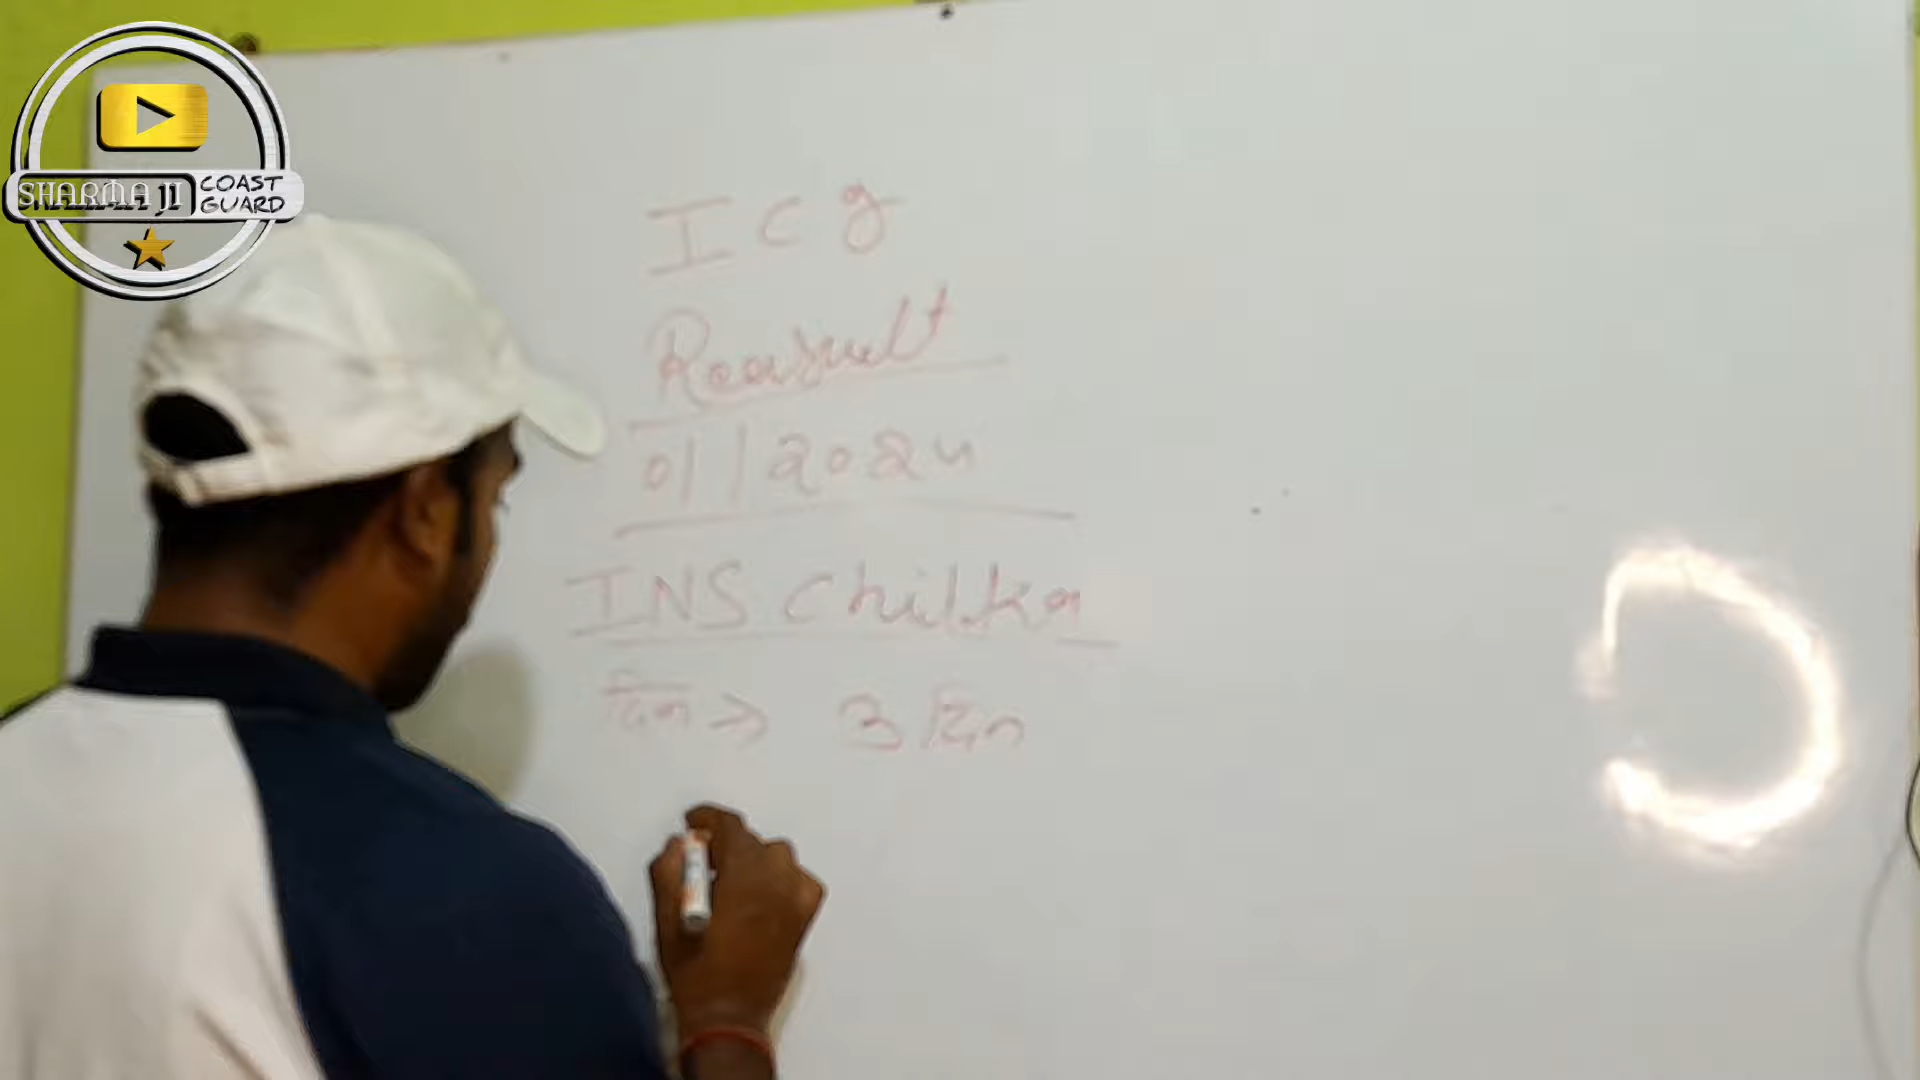 SHARMA JI COAST GUARD
ICG
Reasult
01/2024
INS Chilka
दिन → 3 दिन